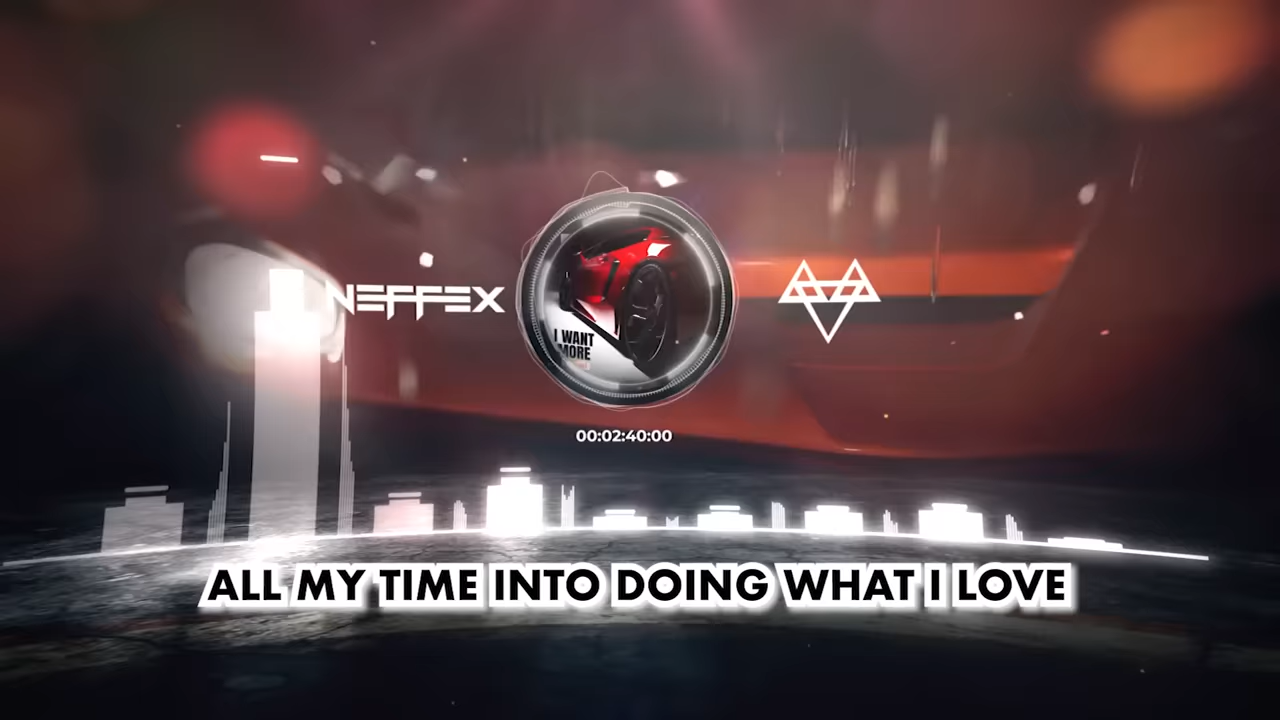 NEFFEX
I WANT
MORE
00:02:40:00
ALL MY TIME INTO DOING WHAT I LOVE